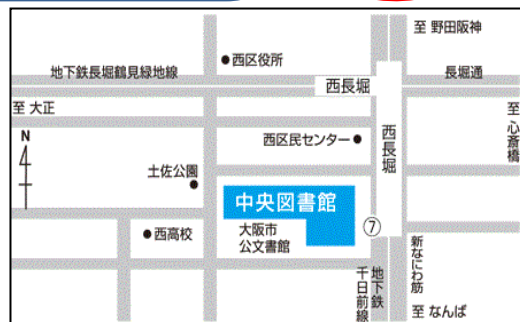 至 野田阪神
●西区役所
地下鉄長堀鶴見緑地線
西長堀
長堀通
至 大正
至 心斎橋
N
西区民センター●
西長堀
土佐公園
●
中央図書館
大阪市
公文書館
⑦
●西高校
新なにわ筋
地下鉄
千日前線
至 なんば